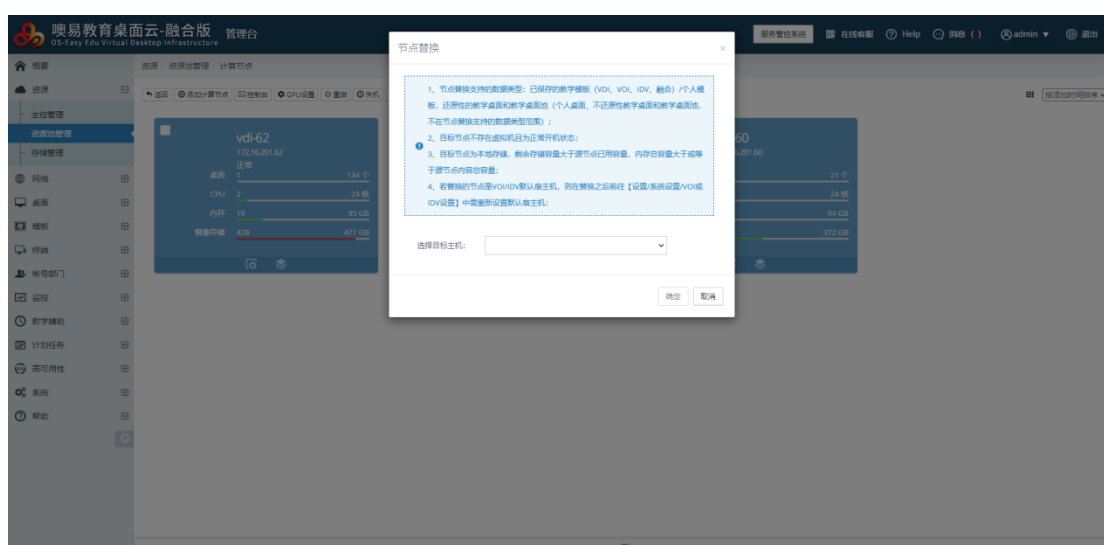 噢易教育桌面云-融合版 管理台
OS-Easy Edu Virtual Desktop Infrastructure
服务管控系统 在线客服 Help 消息 ( ) admin 退出
概要
资源
主控管理
资源池管理
存储管理
网络
桌面
模板
终端
帐号部门
监控
教学辅助
计划任务
高可用性
系统
帮助
资源 / 资源池管理 / 计算节点
返回 添加计算节点 控制台 GPU设置 重启 关机
按添加时间排序
vdi-62
172.16.201.62
正常
桌面 1 134 个
CPU 2 24 核
内存 19 95 GB
镜像存储 428 477 GB
60
.201.60
21 个
24 核
94 GB
372 GB
节点替换 ×
1、节点替换支持的数据类型：已保存的教学模板（VDI、VOI、IDV、融合）/个人模
板、还原性的教学桌面和教学桌面池（个人桌面、不还原性教学桌面和教学桌面池，
不在节点替换支持的数据类型范围）；
2、目标节点不存在虚拟机且为正常开机状态；
3、目标节点为本地存储，剩余存储容量大于源节点已用容量，内存总容量大于或等
于源节点内容总容量；
4、若替换的节点是VOI/IDV默认宿主机，则在替换之后前往【设置/系统设置/VOI或
IDV设置】中需重新设置默认宿主机；
选择目标主机：
确定 取消